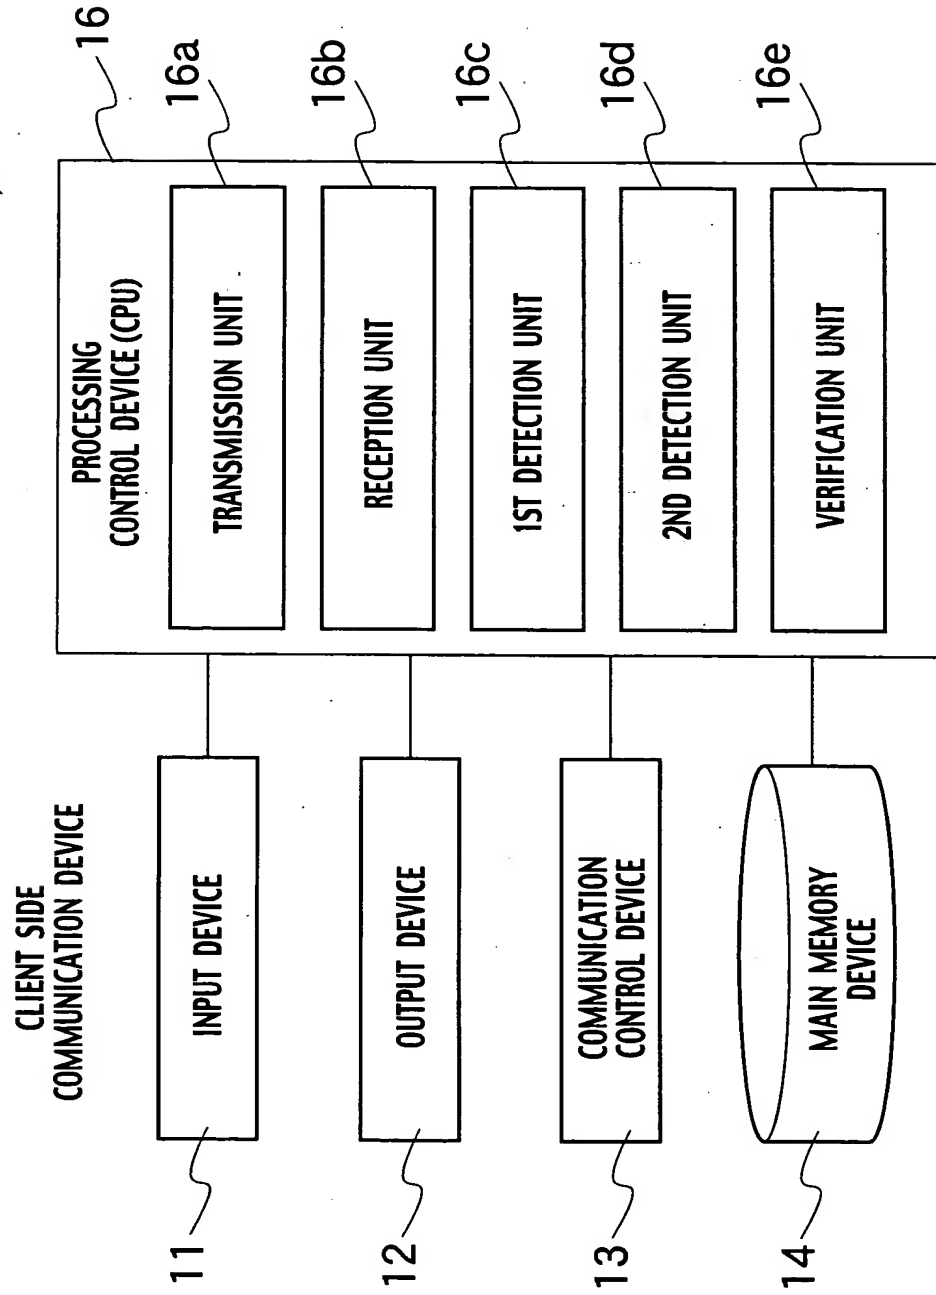 CLIENT SIDE
COMMUNICATION DEVICE
11
INPUT DEVICE
12
OUTPUT DEVICE
13
COMMUNICATION
CONTROL DEVICE
14
MAIN MEMORY
DEVICE
16
PROCESSING
CONTROL DEVICE (CPU)
16a
TRANSMISSION UNIT
16b
RECEPTION UNIT
16c
1ST DETECTION UNIT
16d
2ND DETECTION UNIT
16e
VERIFICATION UNIT